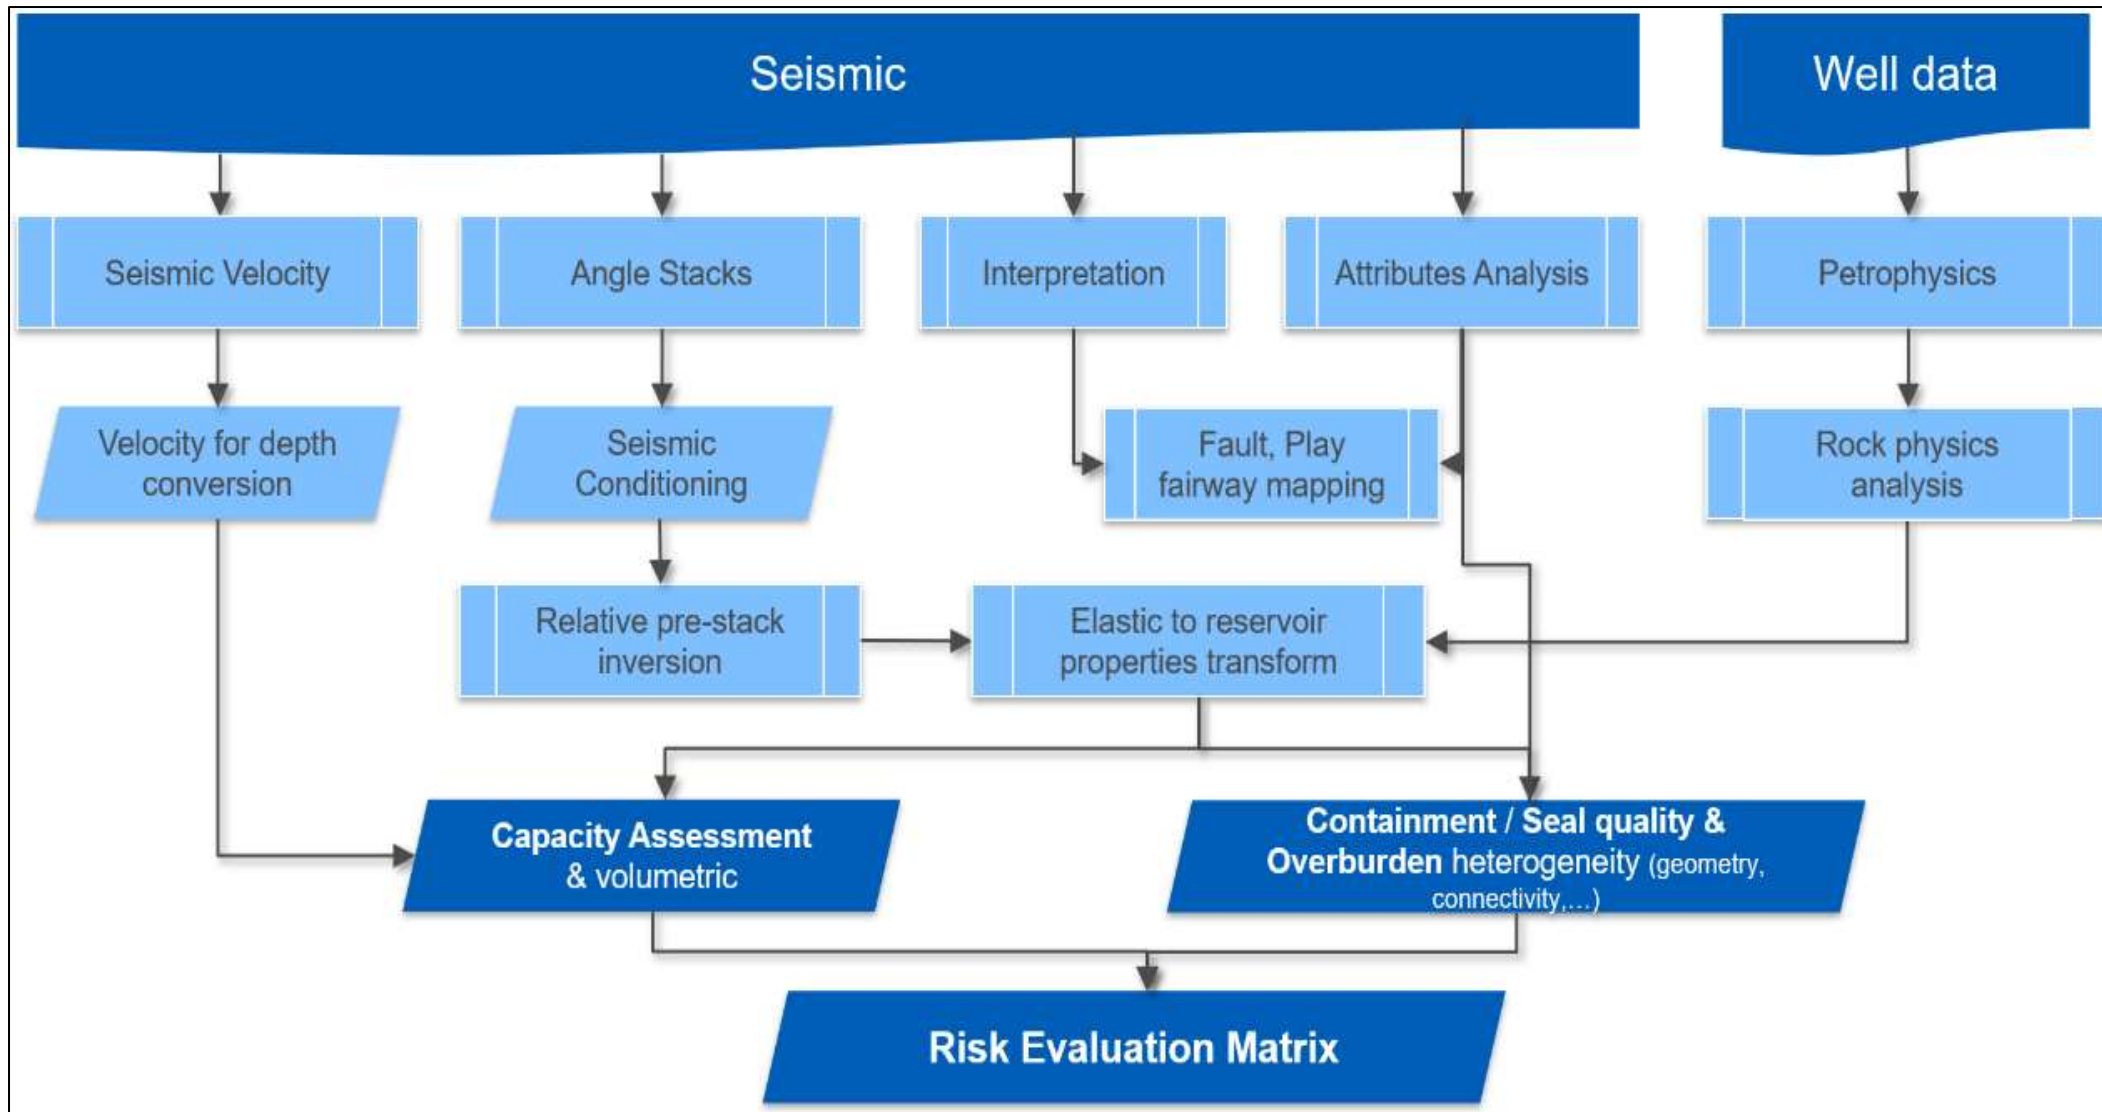 Seismic
Well data
Seismic Velocity
Angle Stacks
Interpretation
Attributes Analysis
Petrophysics
Velocity for depth
conversion
Seismic
Conditioning
Fault, Play
fairway mapping
Rock physics
analysis
Relative pre-stack
inversion
Elastic to reservoir
properties transform
Capacity Assessment
& volumetric
Containment / Seal quality &
Overburden heterogeneity (geometry,
connectivity,...)
Risk Evaluation Matrix